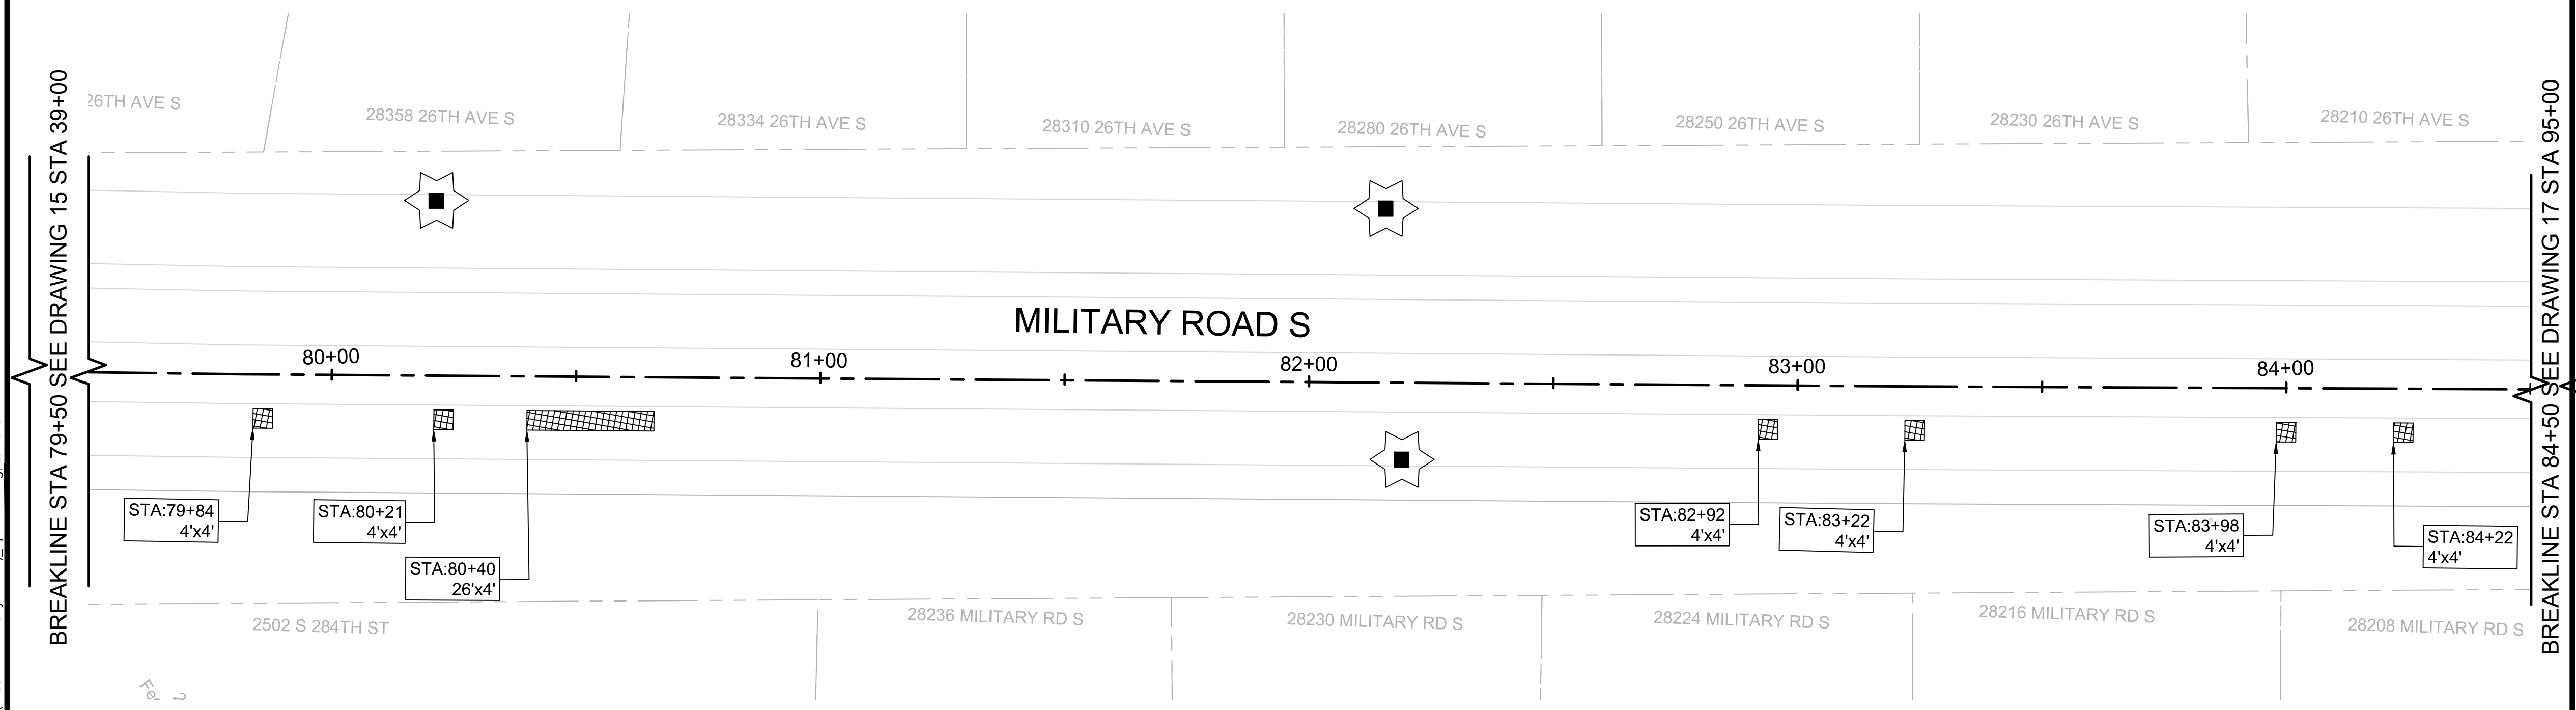 26TH AVE S
28358 26TH AVE S
28334 26TH AVE S
28310 26TH AVE S
28280 26TH AVE S
28250 26TH AVE S
28230 26TH AVE S
28210 26TH AVE S
BREAKLINE STA 79+50 SEE DRAWING 15 STA 39+00
MILITARY ROAD S
80+00
81+00
82+00
83+00
84+00
STA:79+84
4'x4'
STA:80+21
4'x4'
STA:80+40
26'x4'
STA:82+92
4'x4'
STA:83+22
4'x4'
STA:83+98
4'x4'
STA:84+22
4'x4'
BREAKLINE STA 84+50 SEE DRAWING 17 STA 95+00
2502 S 284TH ST
28236 MILITARY RD S
28230 MILITARY RD S
28224 MILITARY RD S
28216 MILITARY RD S
28208 MILITARY RD S